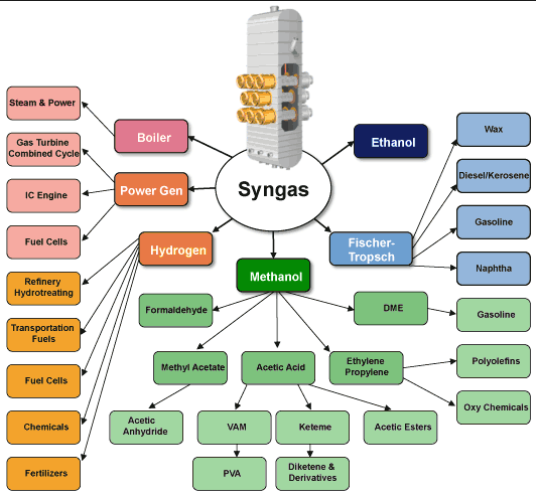 Steam & Power
Boiler
Ethanol
Wax
Gas Turbine
Combined Cycle
Power Gen
Syngas
Diesel/Kerosene
IC Engine
Gasoline
Fuel Cells
Hydrogen
Fischer-
Tropsch
Naphtha
Methanol
Refinery
Hydrotreating
Formaldehyde
DME
Gasoline
Transportation
Fuels
Methyl Acetate
Acetic Acid
Ethylene
Propylene
Polyolefins
Fuel Cells
Oxy Chemicals
Chemicals
Acetic
Anhydride
VAM
Keteme
Acetic Esters
Fertilizers
PVA
Diketene &
Derivatives